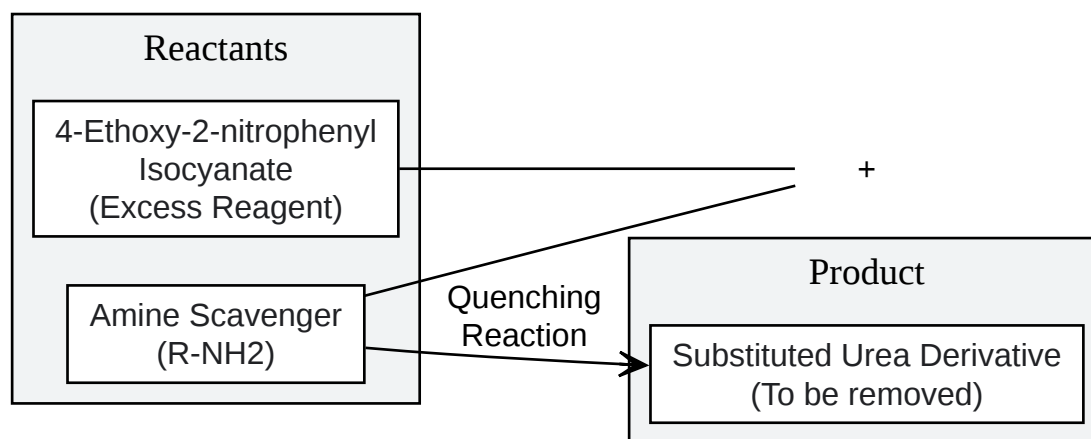 Reactants
4-Ethoxy-2-nitrophenyl
Isocyanate
(Excess Reagent)
+
Amine Scavenger
(R-NH2)
Quenching
Reaction
Product
Substituted Urea Derivative
(To be removed)